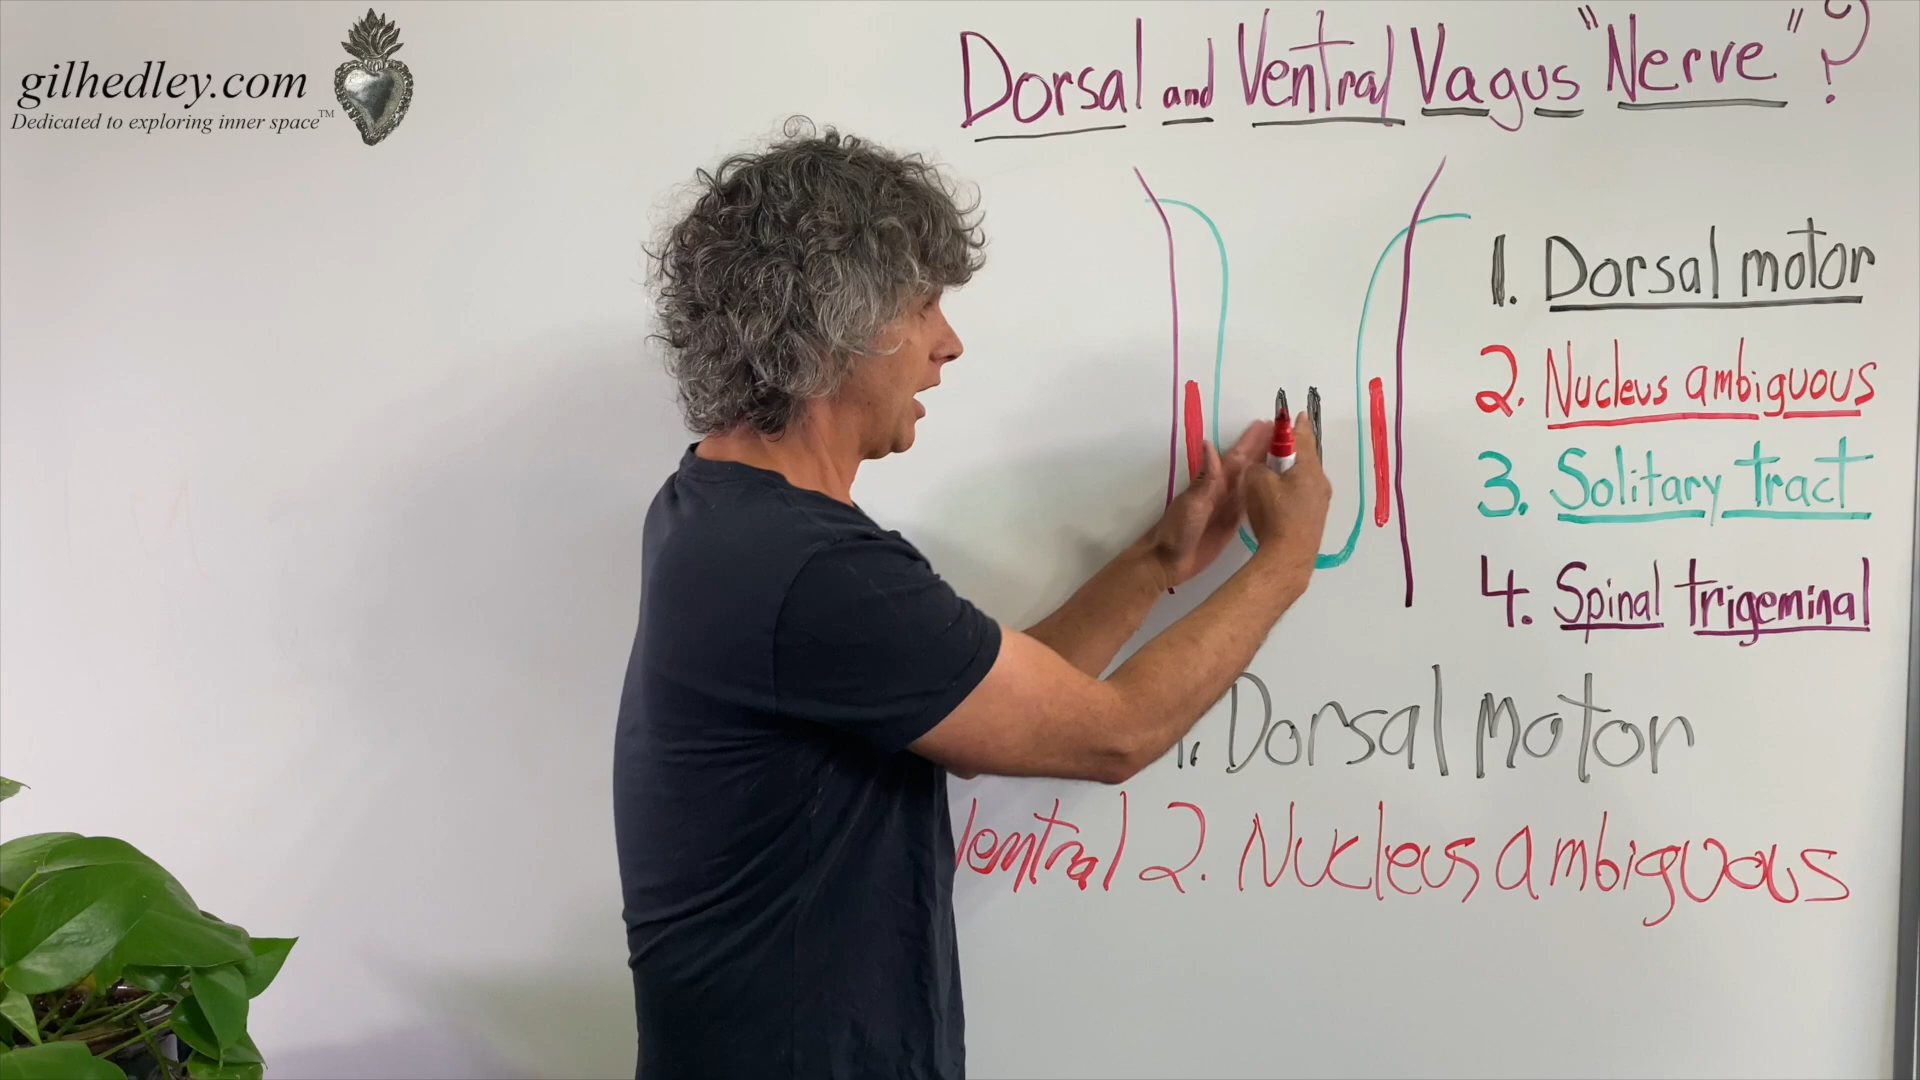 gilhedley.com
Dedicated to exploring inner space™
Dorsal and Ventral Vagus "Nerve"?
1. Dorsal motor
2. Nucleus ambiguous
3. Solitary tract
4. Spinal trigeminal
1. Dorsal motor
Ventral 2. Nucleus ambiguous